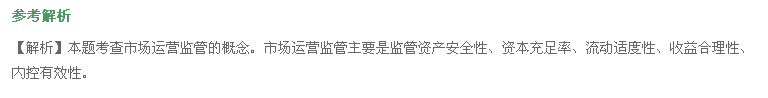 参考解析
【解析】本题考查市场运营监管的概念。市场运营监管主要是监管资产安全性、资本充足率、流动适度性、收益合理性、
内控有效性。